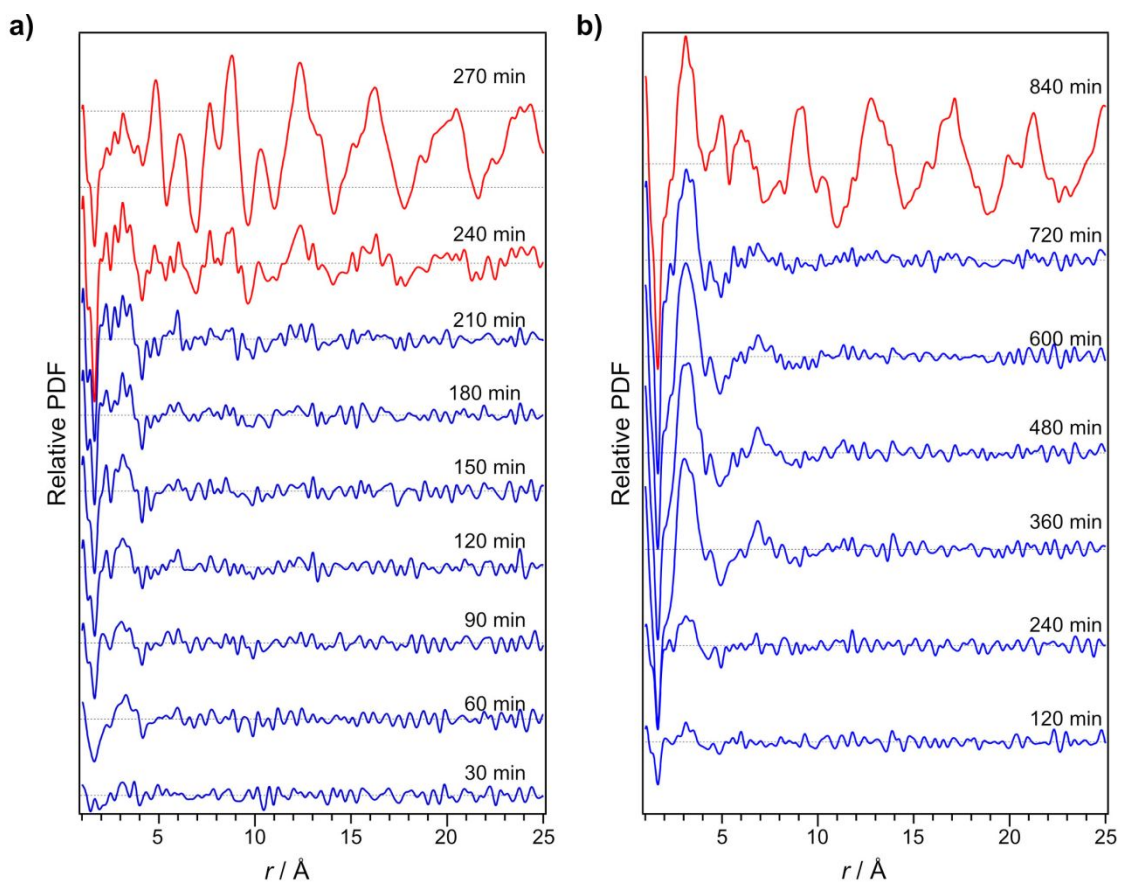 a)
270 min
240 min
210 min
180 min
150 min
120 min
90 min
60 min
30 min
Relative PDF
5 10 15 20 25
r / Å
b)
840 min
720 min
600 min
480 min
360 min
240 min
120 min
Relative PDF
5 10 15 20 25
r / Å